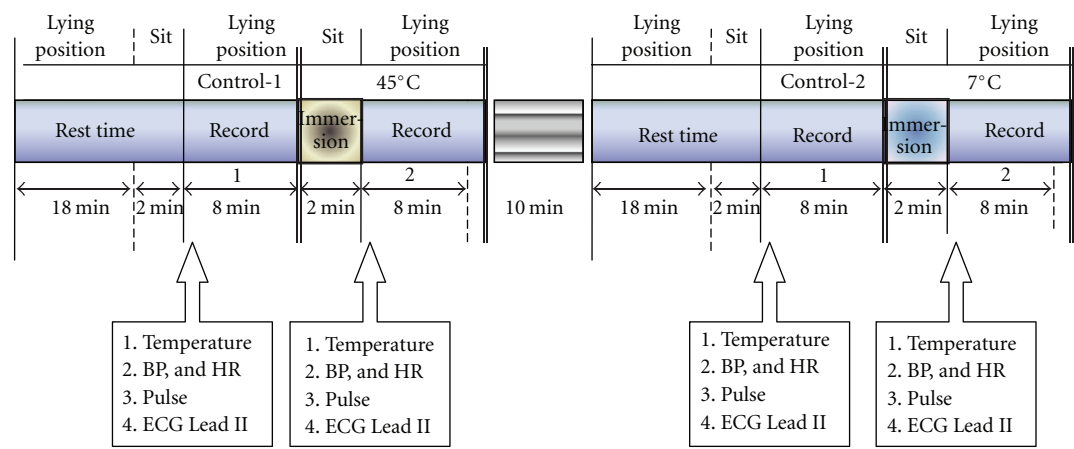 Lying position
Sit
Lying position
Sit
Lying position
Control-1
45°C
Rest time
Record
Immer-
sion
Record
1
2
18 min
2 min
8 min
2 min
8 min
10 min
1. Temperature
2. BP, and HR
3. Pulse
4. ECG Lead II
1. Temperature
2. BP, and HR
3. Pulse
4. ECG Lead II
Lying position
Sit
Lying position
Sit
Lying position
Control-2
7°C
Rest time
Record
Immer-
sion
Record
1
2
18 min
2 min
8 min
2 min
8 min
1. Temperature
2. BP, and HR
3. Pulse
4. ECG Lead II
1. Temperature
2. BP, and HR
3. Pulse
4. ECG Lead II